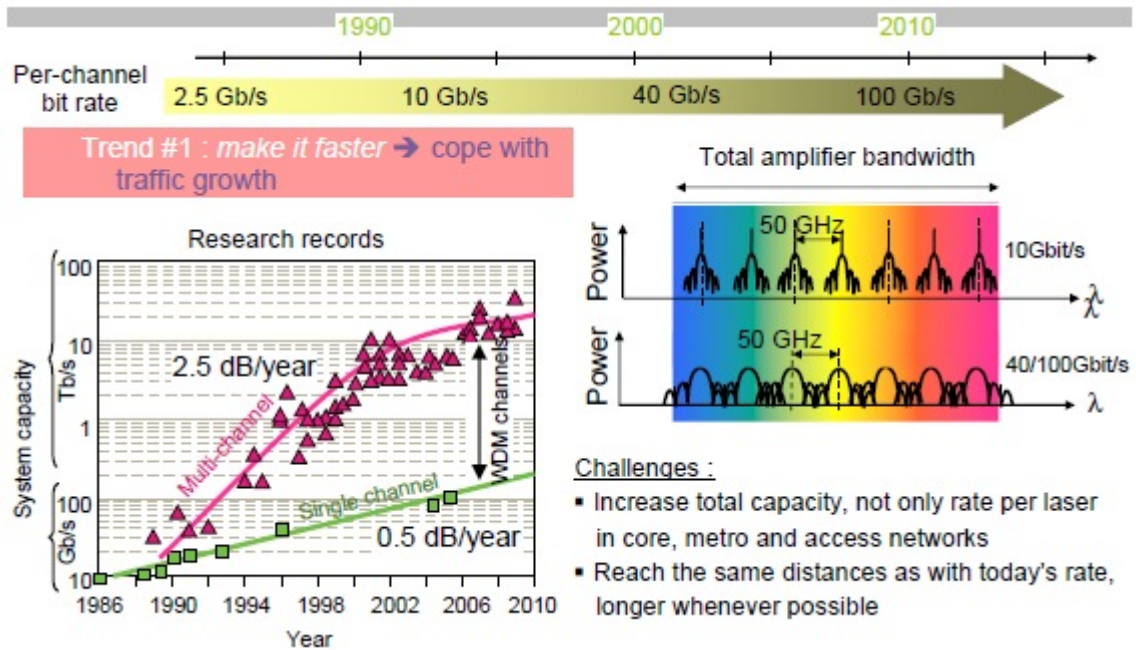 1990 2000 2010
Per-channel
bit rate
2.5 Gb/s 10 Gb/s 40 Gb/s 100 Gb/s
Trend #1 : make it faster ➔ cope with
traffic growth
Total amplifier bandwidth
Power
50 GHz
10Gbit/s
λ
λ
Power
50 GHz
40/100Gbit/s
λ
Research records
System capacity
Tb/s
Gb/s
100
10
1
100
10
2.5 dB/year
Multi-channel
WDM channels
Single channel
0.5 dB/year
1986 1990 1994 1998 2002 2006 2010
Year
Challenges :
▪ Increase total capacity, not only rate per laser
in core, metro and access networks
▪ Reach the same distances as with today's rate,
longer whenever possible